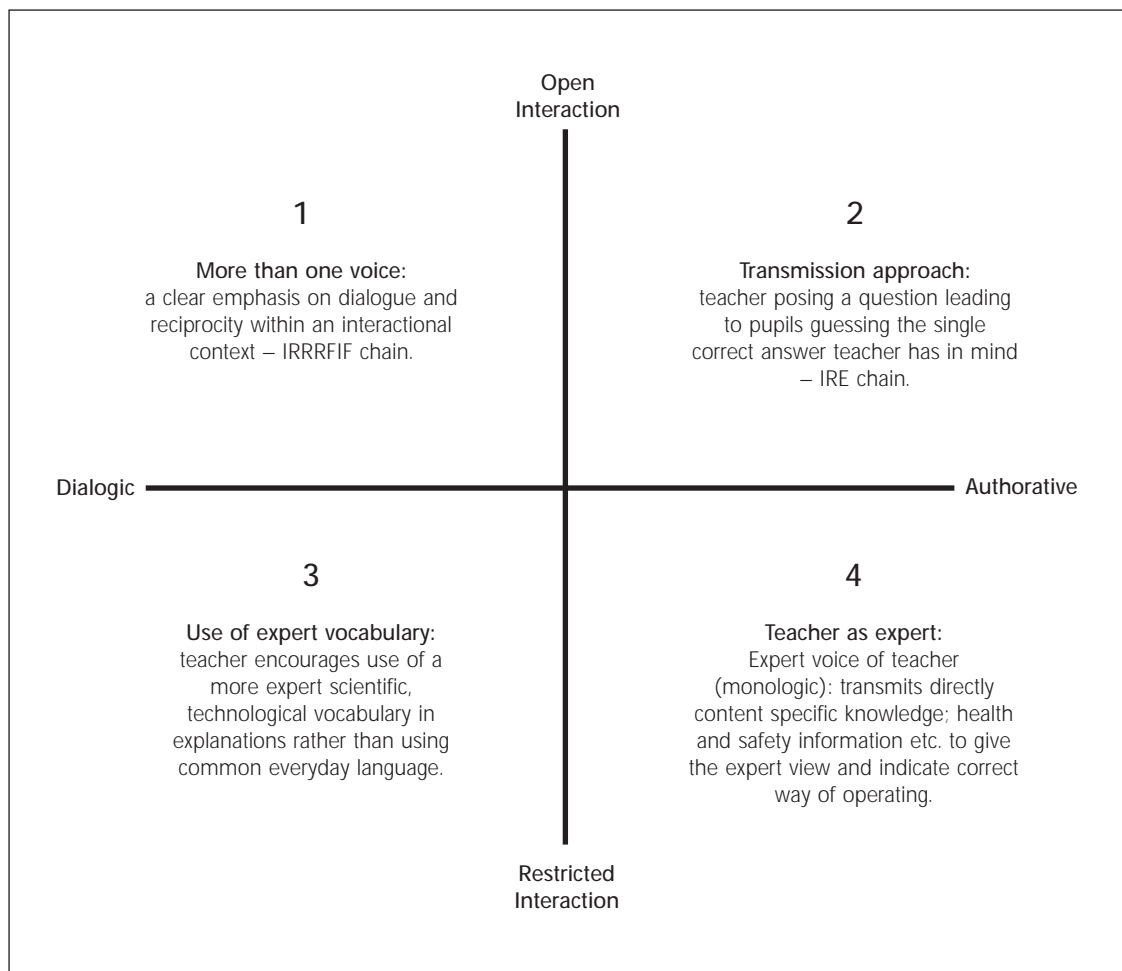 Open
Interaction
1
More than one voice:
a clear emphasis on dialogue and
reciprocity within an interactional
context – IRRRFIF chain.
2
Transmission approach:
teacher posing a question leading
to pupils guessing the single
correct answer teacher has in mind
– IRE chain.
Dialogic
Authorative
3
Use of expert vocabulary:
teacher encourages use of a
more expert scientific,
technological vocabulary in
explanations rather than using
common everyday language.
4
Teacher as expert:
Expert voice of teacher
(monologic): transmits directly
content specific knowledge; health
and safety information etc. to give
the expert view and indicate correct
way of operating.
Restricted
Interaction